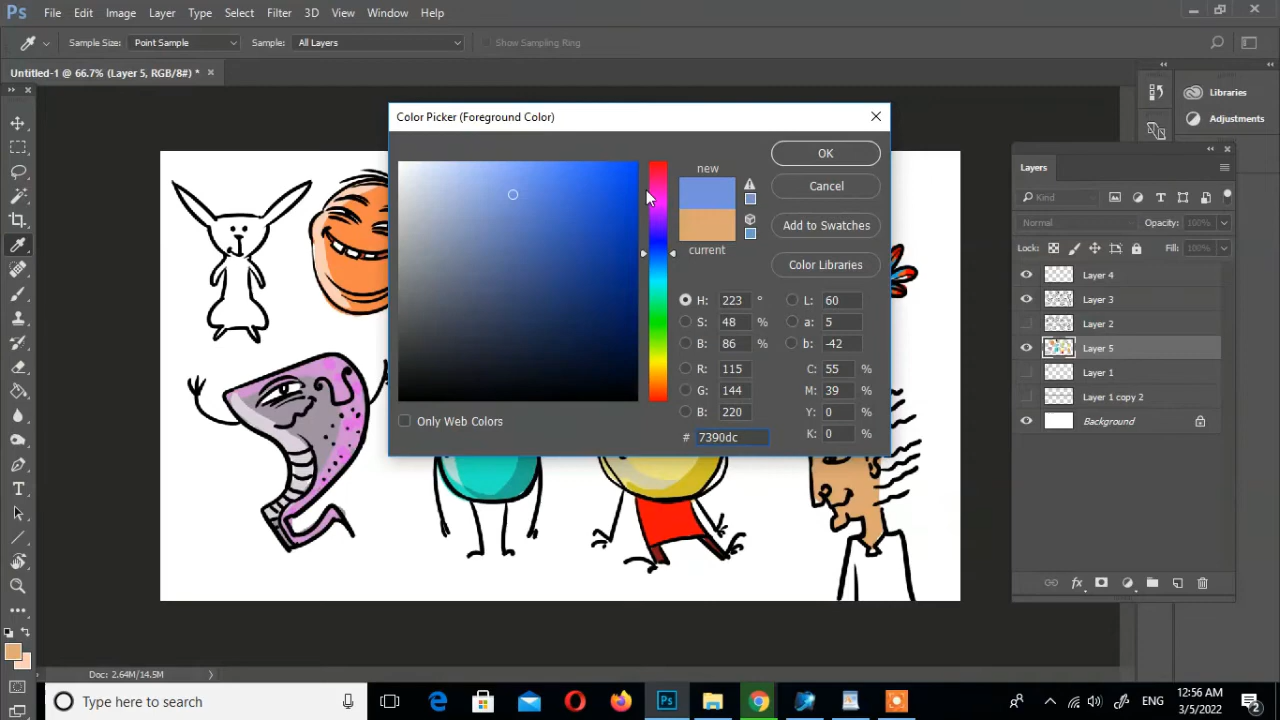 Ps File Edit Image Layer Type Select Filter 3D View Window Help
Sample Size: Point Sample Sample: All Layers Show Sampling Ring
Untitled-1 @ 66.7% (Layer 5, RGB/8#) * ×
Libraries
Adjustments
Color Picker (Foreground Color)
new
current
OK
Cancel
Add to Swatches
Color Libraries
H: 223 ° L: 60
S: 48 % a: 5
B: 86 % b: -42
R: 115 C: 55 %
G: 144 M: 39 %
B: 220 Y: 0 %
# 7390dc K: 0 %
Only Web Colors
Layers
Kind
Normal Opacity: 100%
Lock: Fill: 100%
Layer 4
Layer 3
Layer 2
Layer 5
Layer 1
Layer 1 copy 2
Background
Doc: 2.64M/14.5M
Type here to search
Ps
ENG
12:56 AM
3/5/2022
2